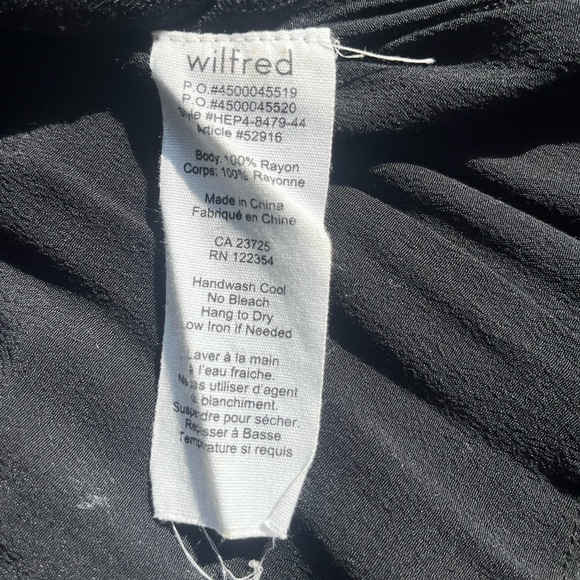 wilfred
P.O.#4500045519
P.O.#4500045520
Style #HEP4-8479-44
Article #52916
Body: 100% Rayon
Corps: 100% Rayonne
Made in China
Fabriqué en Chine
CA 23725
RN 122354
Handwash Cool
No Bleach
Hang to Dry
Low Iron if Needed
Laver à la main
à l'eau fraiche.
Ne pas utiliser d'agent
de blanchiment.
Suspendre pour sécher.
Repasser à Basse
Température si requis